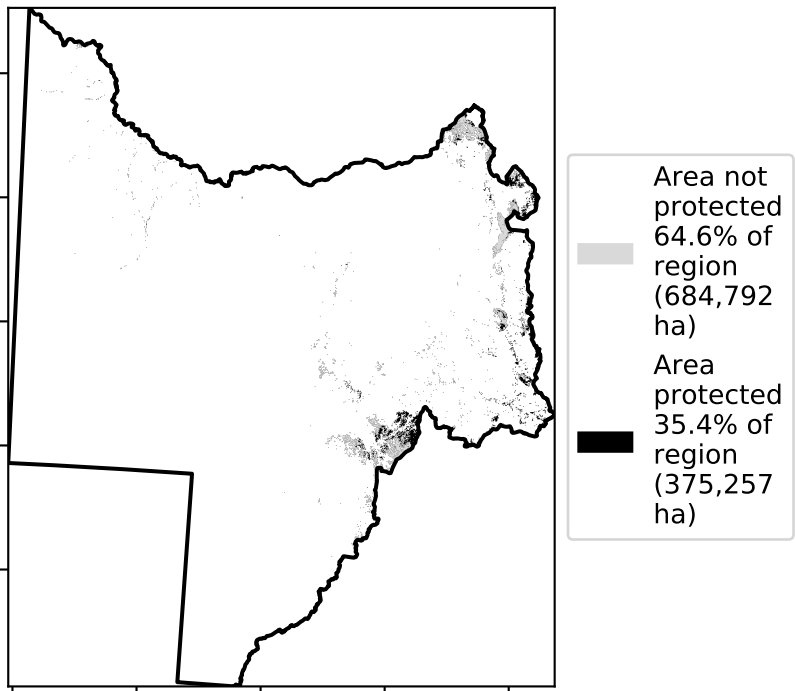 Area not
protected
64.6% of
region
(684,792
ha)
Area
protected
35.4% of
region
(375,257
ha)